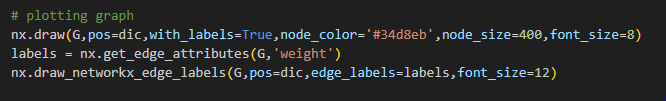 # plotting graph
nx.draw(G,pos=dic,with_labels=True,node_color='#34d8eb',node_size=400,font_size=8)
labels = nx.get_edge_attributes(G,'weight')
nx.draw_networkx_edge_labels(G,pos=dic,edge_labels=labels,font_size=12)